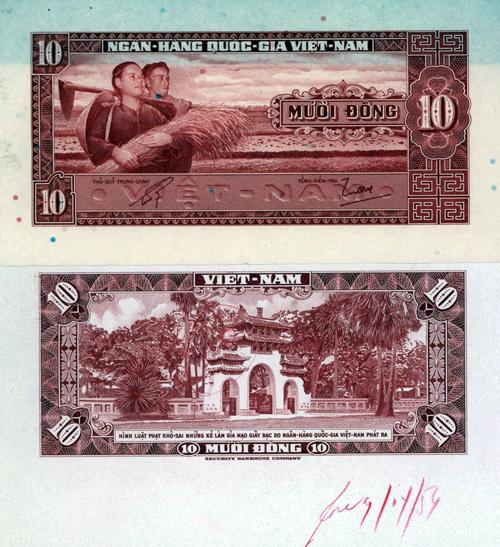 10
NGÂN-HÀNG QUỐC-GIA VIỆT-NAM
MƯỜI ĐỒNG
10
THỦ-QUỸ TRUNG-ƯƠNG
TỔNG-KIỂM-TRA
VIỆT-NAM
10
VIỆT-NAM
10
10
10
10
HÌNH LUẬT PHẠT KHỔ-SAI NHỮNG KẺ LÀM GIẢ MẠO GIẤY BẠC DO NGÂN-HÀNG QUỐC-GIA VIỆT-NAM PHÁT RA
10 MƯỜI ĐỒNG 10
SECURITY BANKNOTE COMPANY